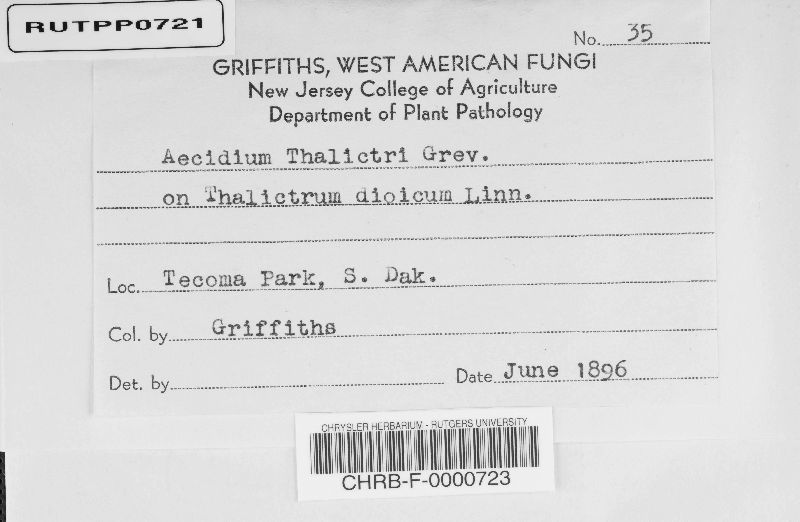 RUTPP0721
No. 35
GRIFFITHS, WEST AMERICAN FUNGI
New Jersey College of Agriculture
Department of Plant Pathology
Aecidium Thalictri Grev.
on Thalictrum dioicum Linn.
Loc. Tecoma Park, S. Dak.
Col. by Griffiths
Det. by Date June 1896
CHRYSLER HERBARIUM - RUTGERS UNIVERSITY
CHRB-F-0000723